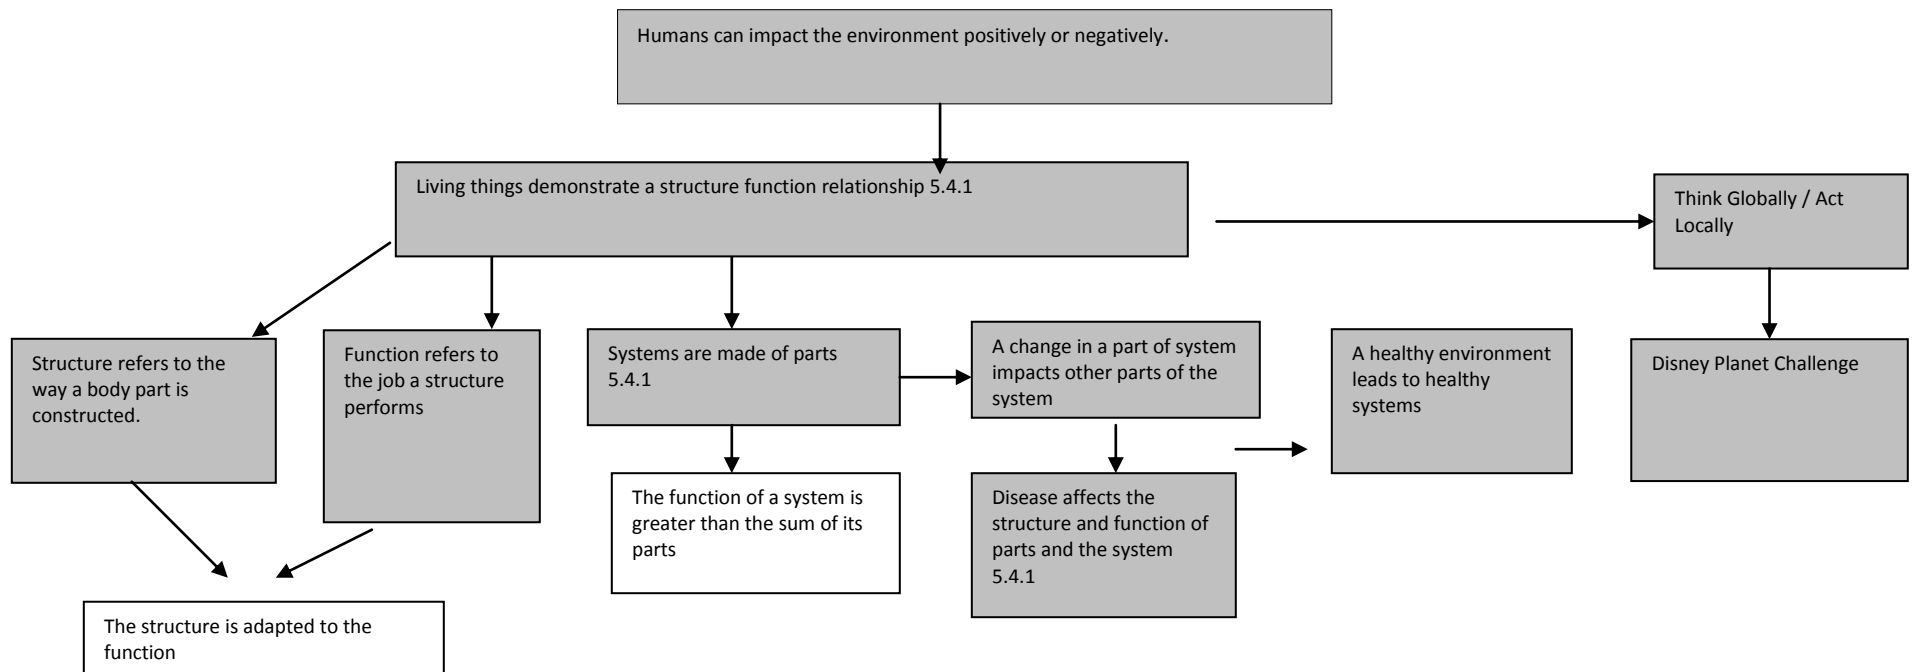 Humans can impact the environment positively or negatively.
Living things demonstrate a structure function relationship 5.4.1
Think Globally / Act
Locally
Structure refers to the
way a body part is
constructed.
Function refers to
the job a structure
performs
Systems are made of parts
5.4.1
A change in a part of system
impacts other parts of the
system
A healthy environment
leads to healthy
systems
Disney Planet Challenge
The function of a system is
greater than the sum of its
parts
Disease affects the
structure and function of
parts and the system
5.4.1
The structure is adapted to the
function